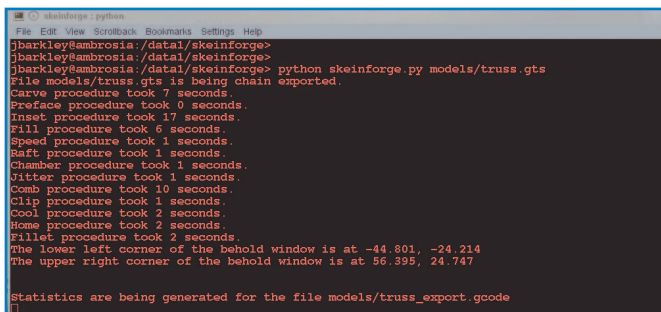 skeinforge : python
File Edit View Scrollback Bookmarks Settings Help
jbarkley@ambrosia:/data1/skeinforge>
jbarkley@ambrosia:/data1/skeinforge>
jbarkley@ambrosia:/data1/skeinforge> python skeinforge.py models/truss.gts
File models/truss.gts is being chain exported.
Carve procedure took 7 seconds.
Preface procedure took 0 seconds.
Inset procedure took 17 seconds.
Fill procedure took 6 seconds.
Speed procedure took 1 seconds.
Raft procedure took 1 seconds.
Chamber procedure took 1 seconds.
Jitter procedure took 1 seconds.
Comb procedure took 10 seconds.
Clip procedure took 1 seconds.
Cool procedure took 2 seconds.
Home procedure took 2 seconds.
Fillet procedure took 2 seconds.
The lower left corner of the behold window is at -44.801, -24.214
The upper right corner of the behold window is at 56.395, 24.747
Statistics are being generated for the file models/truss_export.gcode